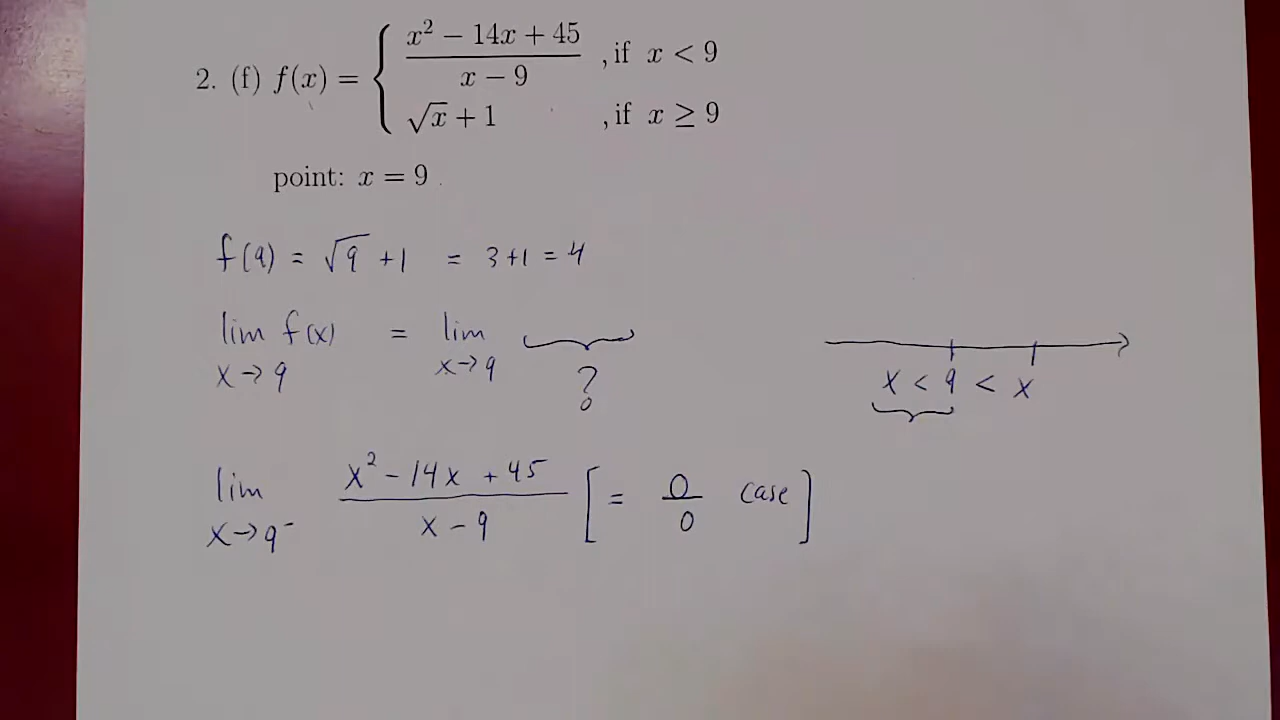 2. (f) f(x) = { x² − 14x + 45 / x − 9 , if x < 9
√x + 1 , if x ≥ 9
point: x = 9
f(9) = √9 + 1 = 3+1 = 4
lim x→9 f(x) = lim x→9 ?
x < 9 < x
lim x→9⁻ x² − 14x + 45 / x − 9 [ = 0/0 case ]